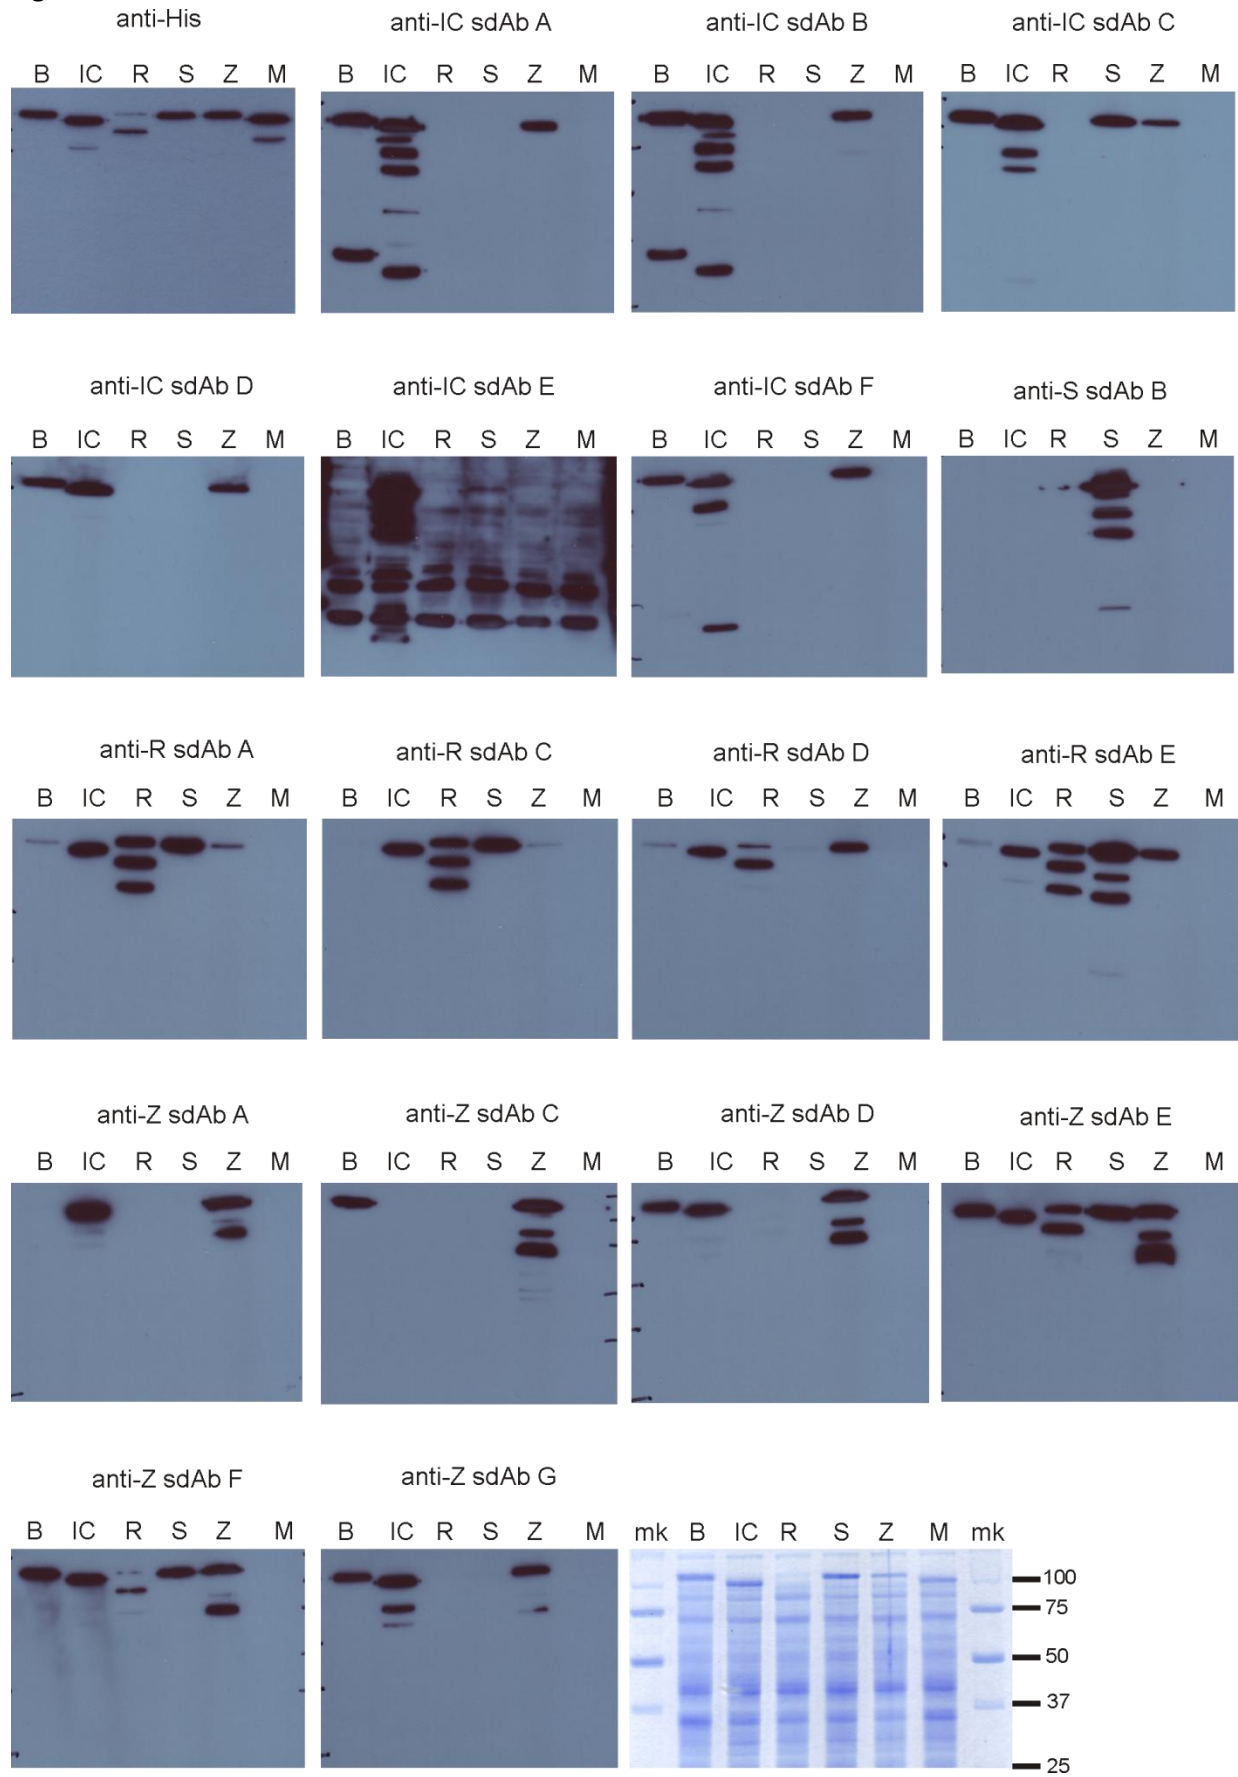 anti-His anti-IC sdAb A anti-IC sdAb B anti-IC sdAb C
B IC R S Z M B IC R S Z M B IC R S Z M B IC R S Z M
anti-IC sdAb D anti-IC sdAb E anti-IC sdAb F anti-S sdAb B
B IC R S Z M B IC R S Z M B IC R S Z M B IC R S Z M
anti-R sdAb A anti-R sdAb C anti-R sdAb D anti-R sdAb E
B IC R S Z M B IC R S Z M B IC R S Z M B IC R S Z M
anti-Z sdAb A anti-Z sdAb C anti-Z sdAb D anti-Z sdAb E
B IC R S Z M B IC R S Z M B IC R S Z M B IC R S Z M
anti-Z sdAb F anti-Z sdAb G
B IC R S Z M B IC R S Z M mk B IC R S Z M mk
100
75
50
37
25